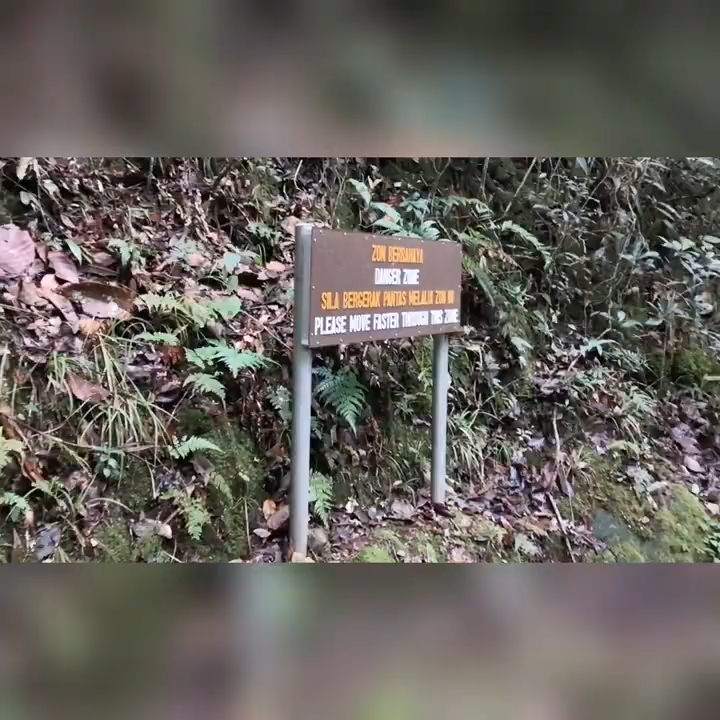 ZON BERBAHAYA
DANGER ZONE
SILA BERGERAK PANTAS MELALUI ZON INI
PLEASE MOVE FASTER THROUGH THIS ZONE